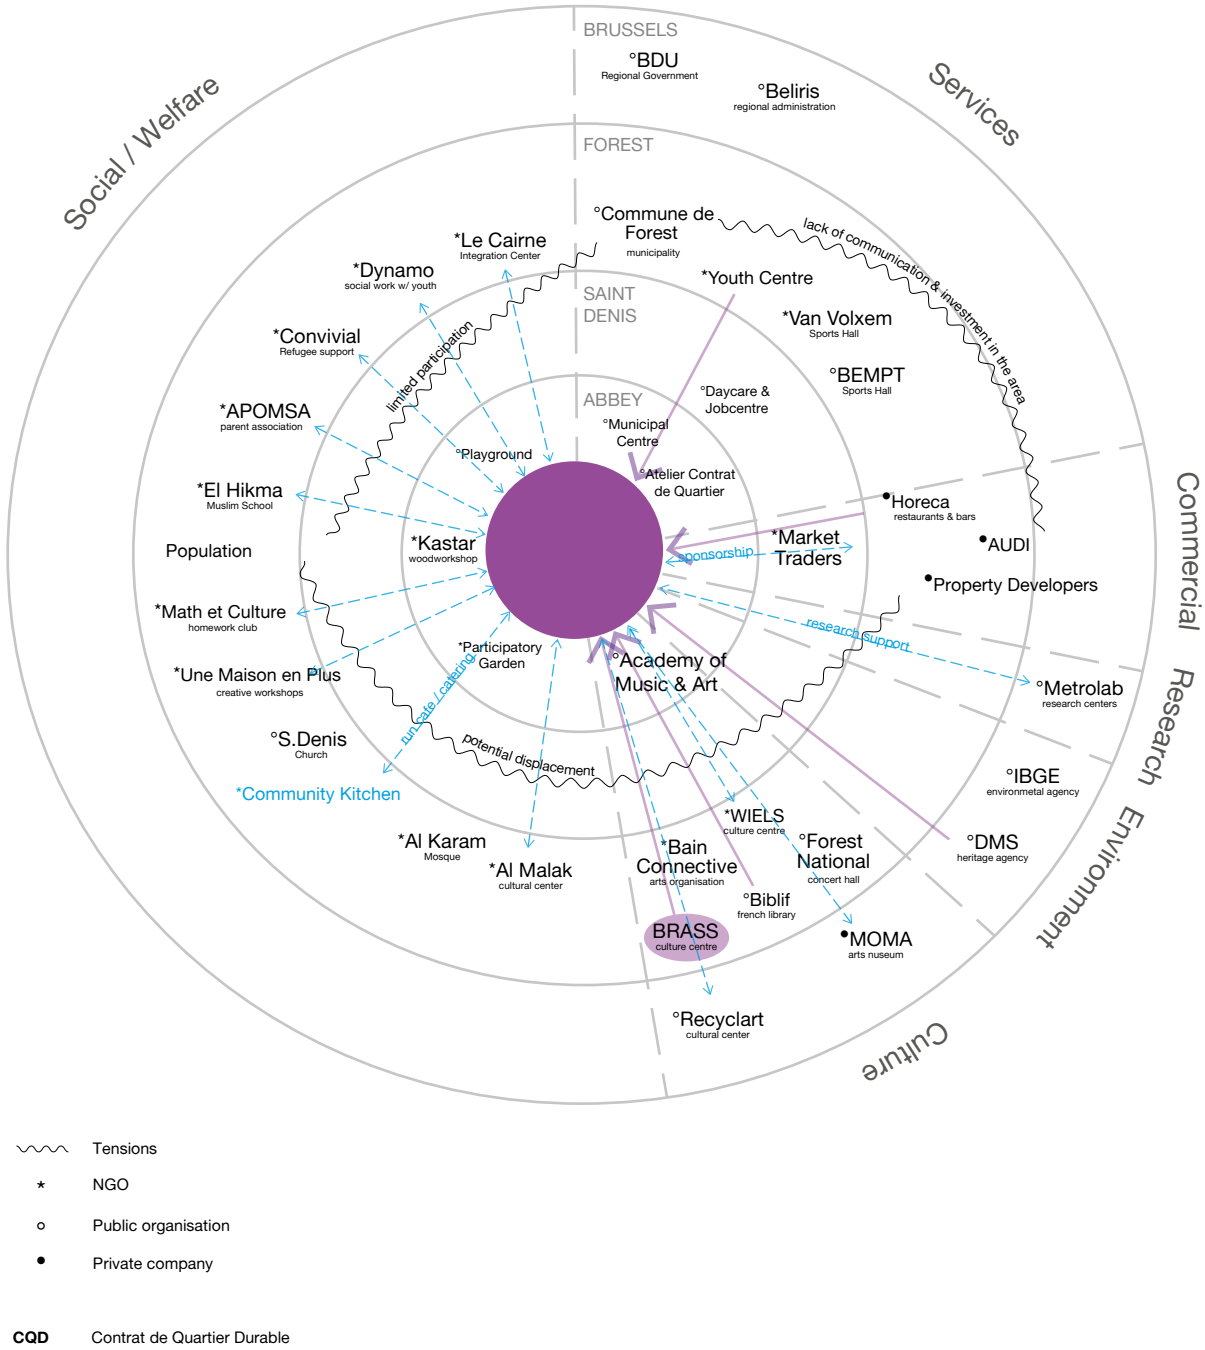 BRUSSELS
°BDU
Regional Government
°Beliris
regional administration
Services
Social / Welfare
FOREST
°Commune de
Forest
municipality
lack of communication & investment in the area
*Le Cairne
Integration Center
*Dynamo
social work w/ youth
*Youth Centre
SAINT
DENIS
*Convivial
Refugee support
limited participation
*Van Volxem
Sports Hall
°BEMPT
Sports Hall
°Daycare &
Jobcentre
ABBEY
*APOMSA
parent association
°Municipal
Centre
°Playground
°Atelier Contrat
de Quartier
*El Hikma
Muslim School
Commercial
•Horeca
restaurants & bars
Population
*Kastar
woodworkshop
sponsorship
*Market
Traders
•AUDI
•Property Developers
*Math et Culture
homework club
research support
*Participatory
Garden
°Academy of
Music & Art
*Une Maison en Plus
creative workshops
run cafe / catering
°Metrolab
research centers
Research
°S.Denis
Church
potential displacement
*Community Kitchen
°IBGE
environmetal agency
Environment
*WIELS
culture centre
*Al Karam
Mosque
*Al Malak
cultural center
*Bain
Connective
arts organisation
°Forest
National
concert hall
°DMS
heritage agency
°Biblif
french library
BRASS
culture centre
•MOMA
arts nuseum
°Recyclart
cultural center
Culture
Tensions
* NGO
° Public organisation
• Private company
CQD Contrat de Quartier Durable